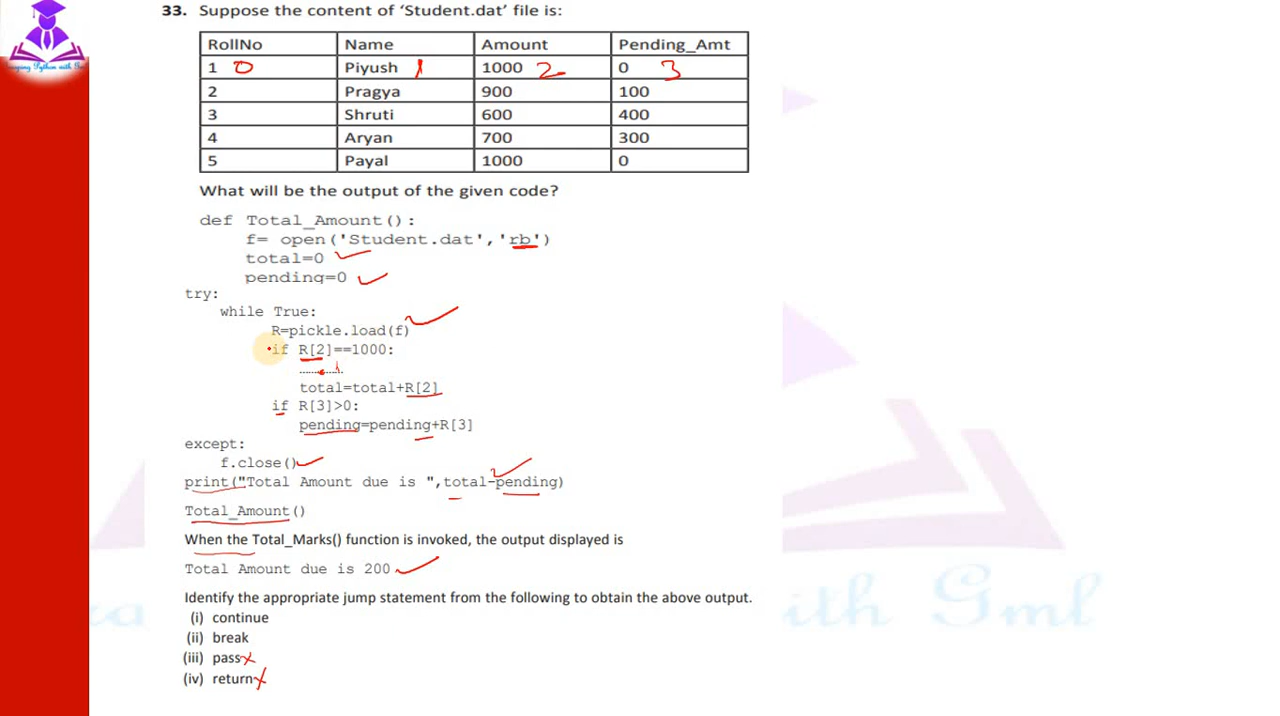 33. Suppose the content of ‘Student.dat’ file is:
RollNo Name Amount Pending_Amt
1 0 Piyush 1 1000 2 0 3
2 Pragya 900 100
3 Shruti 600 400
4 Aryan 700 300
5 Payal 1000 0
What will be the output of the given code?
def Total_Amount():
f= open('Student.dat','rb')
total=0
pending=0
try:
while True:
R=pickle.load(f)
if R[2]==1000:
..........
total=total+R[2]
if R[3]>0:
pending=pending+R[3]
except:
f.close()
print("Total Amount due is ",total-pending)
Total_Amount()
When the Total_Marks() function is invoked, the output displayed is
Total Amount due is 200
Identify the appropriate jump statement from the following to obtain the above output.
(i) continue
(ii) break
(iii) pass
(iv) return
with Gml